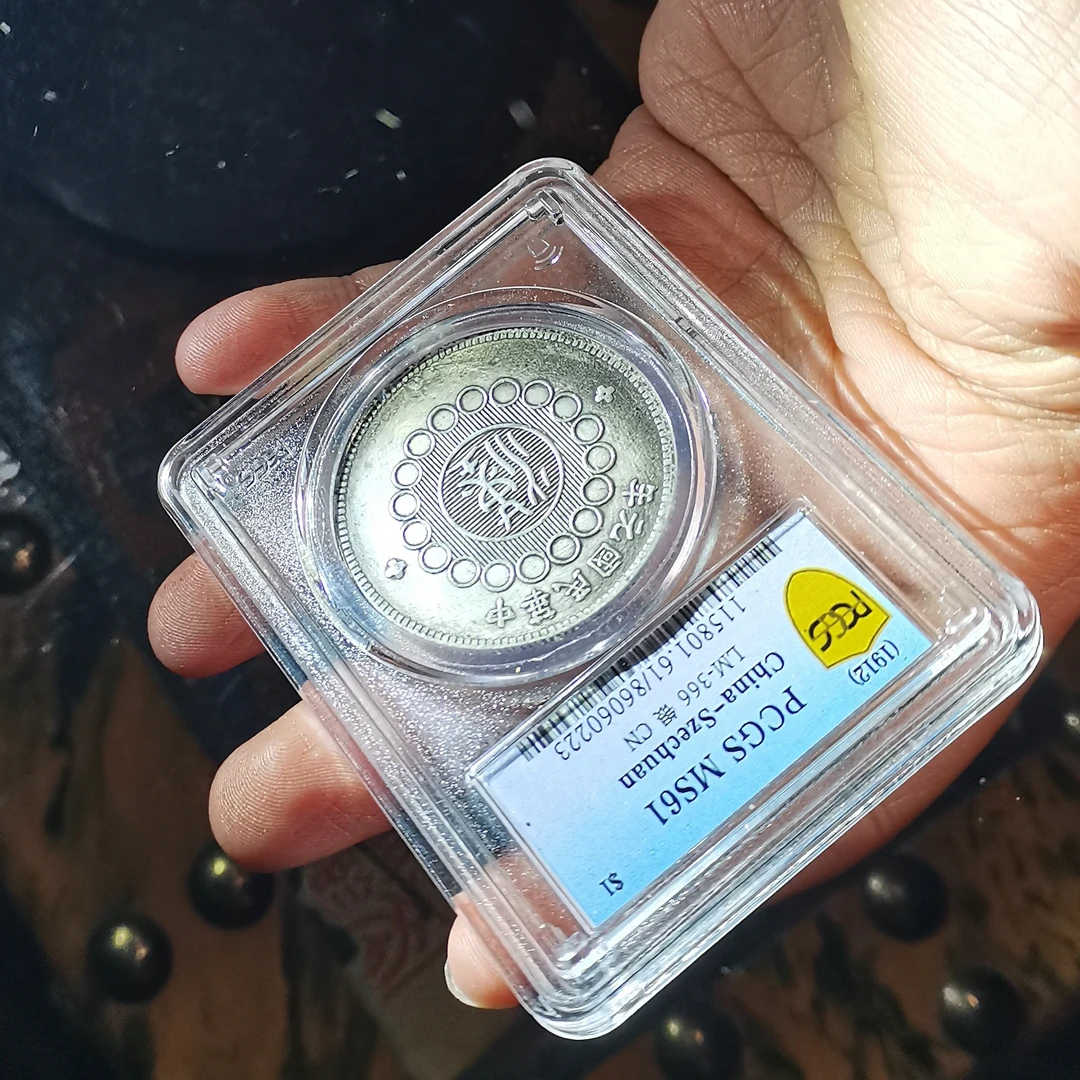 (1912) $1
PCGS
PCGS MS61
China-Szechuan
LM-366 CN
115801.61/86060223
中華民國元年
漢